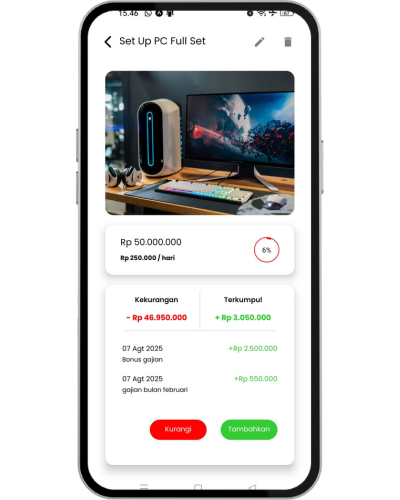 15.46
Set Up PC Full Set
Rp 50.000.000
Rp 250.000 / hari
6%
Kekurangan
Terkumpul
- Rp 46.950.000
+ Rp 3.050.000
07 Agt 2025
+Rp 2.500.000
Bonus gajian
07 Agt 2025
+Rp 550.000
gajian bulan februari
Kurangi
Tambahkan